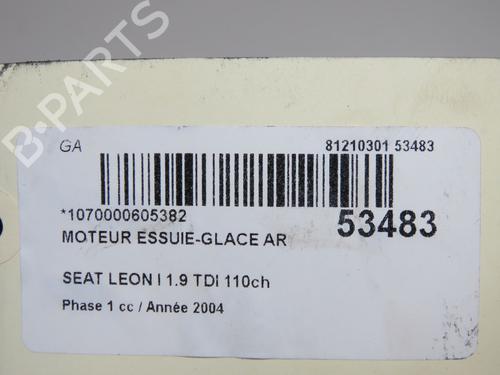 B-PARTS
GA
81210301 53483
*1070000605382
53483
MOTEUR ESSUIE-GLACE AR
SEAT LEON I 1.9 TDI 110ch
Phase 1 cc / Année 2004